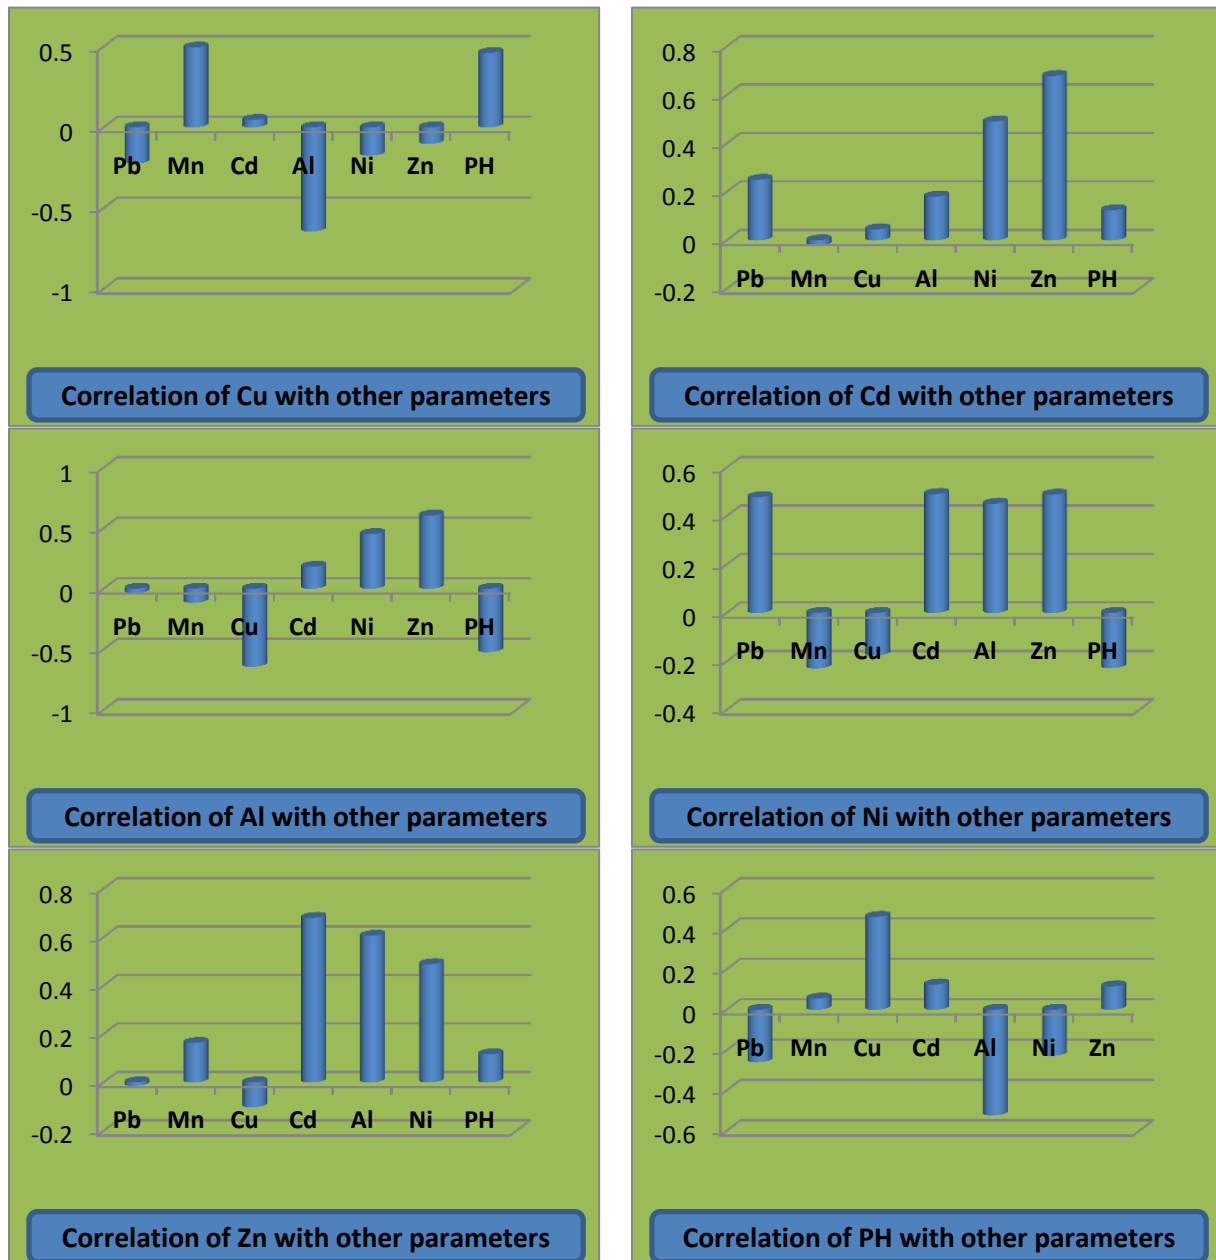 0.5
0
-0.5
-1
Pb Mn Cd Al Ni Zn PH
Correlation of Cu with other parameters
0.8
0.6
0.4
0.2
0
-0.2
Pb Mn Cu Al Ni Zn PH
Correlation of Cd with other parameters
1
0.5
0
-0.5
-1
Pb Mn Cu Cd Ni Zn PH
Correlation of Al with other parameters
0.6
0.4
0.2
0
-0.2
-0.4
Pb Mn Cu Cd Al Zn PH
Correlation of Ni with other parameters
0.8
0.6
0.4
0.2
0
-0.2
Pb Mn Cu Cd Al Ni PH
Correlation of Zn with other parameters
0.6
0.4
0.2
0
-0.2
-0.4
-0.6
Pb Mn Cu Cd Al Ni Zn
Correlation of PH with other parameters